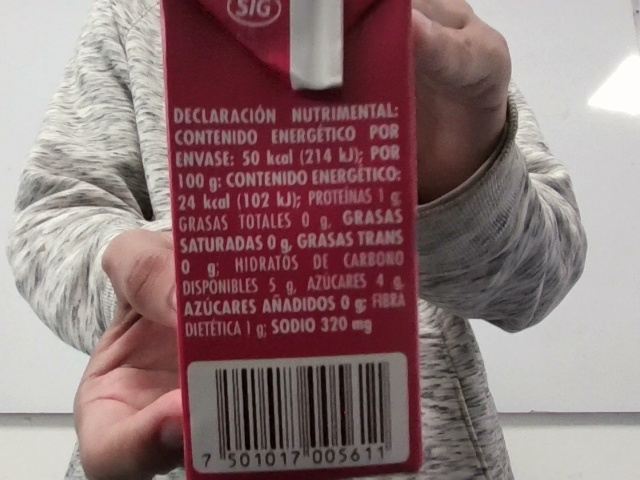 SIG
DECLARACIÓN NUTRIMENTAL:
CONTENIDO ENERGÉTICO POR
ENVASE: 50 kcal (214 kJ); POR
100 g: CONTENIDO ENERGÉTICO:
24 kcal (102 kJ); PROTEÍNAS 1 g
GRASAS TOTALES 0 g, GRASAS
SATURADAS 0 g, GRASAS TRANS
0 g; HIDRATOS DE CARBONO
DISPONIBLES 5 g, AZÚCARES 4 g,
AZÚCARES AÑADIDOS 0 g; FIBRA
DIETÉTICA 1 g; SODIO 320 mg
7 501017 005611